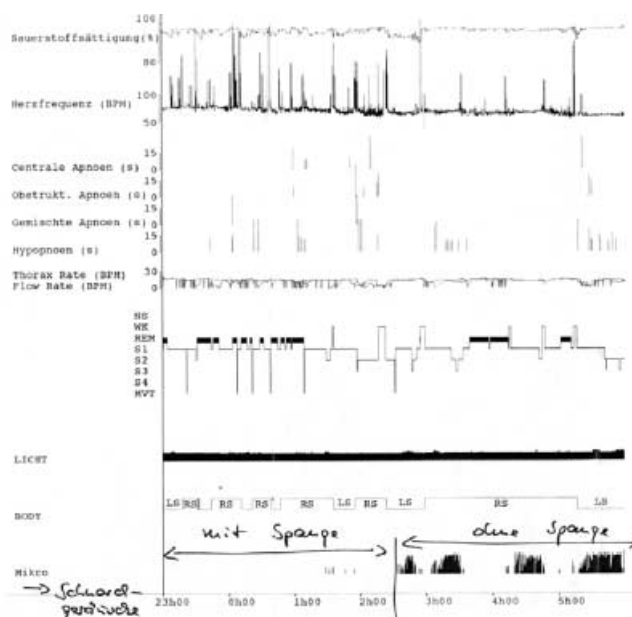 100
Sauerstoffsättigung(%)
80
100
Herzfrequenz (BPM)
50
15
Centrale Apnoen (s) 0
15
Obstrukt. Apnoen (s) 0
15
Gemischte Apnoen (s) 0
15
Hypopnoen (s) 0
Thorax Rate (BPM) 30
Flow Rate (BPM) 0
NS
WK
REM
S1
S2
S3
S4
MVT
LICHT
BODY LS RS RS RS RS LS RS LS RS LS
mit Spange ohne Spange
Mikro
→ Schnarch-
geräusche
23h00 0h00 1h00 2h00 3h00 4h00 5h00